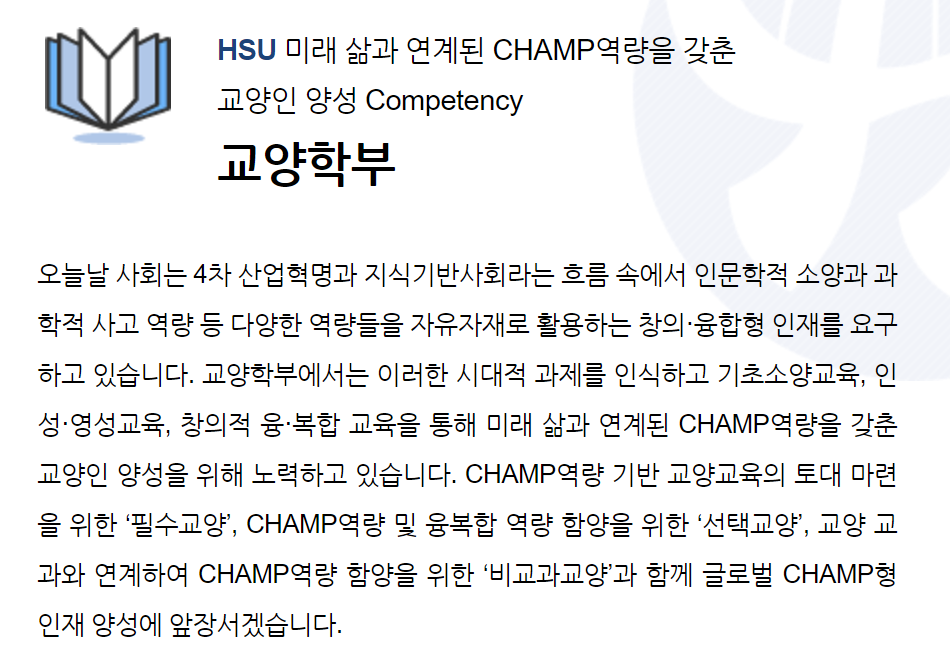 HSU 미래 삶과 연계된 CHAMP역량을 갖춘
교양인 양성 Competency
교양학부
오늘날 사회는 4차 산업혁명과 지식기반사회라는 흐름 속에서 인문학적 소양과 과
학적 사고 역량 등 다양한 역량들을 자유자재로 활용하는 창의·융합형 인재를 요구
하고 있습니다. 교양학부에서는 이러한 시대적 과제를 인식하고 기초소양교육, 인
성·영성교육, 창의적 융·복합 교육을 통해 미래 삶과 연계된 CHAMP역량을 갖춘
교양인 양성을 위해 노력하고 있습니다. CHAMP역량 기반 교양교육의 토대 마련
을 위한 ‘필수교양’, CHAMP역량 및 융복합 역량 함양을 위한 ‘선택교양’, 교양 교
과와 연계하여 CHAMP역량 함양을 위한 ‘비교과교양’과 함께 글로벌 CHAMP형
인재 양성에 앞장서겠습니다.